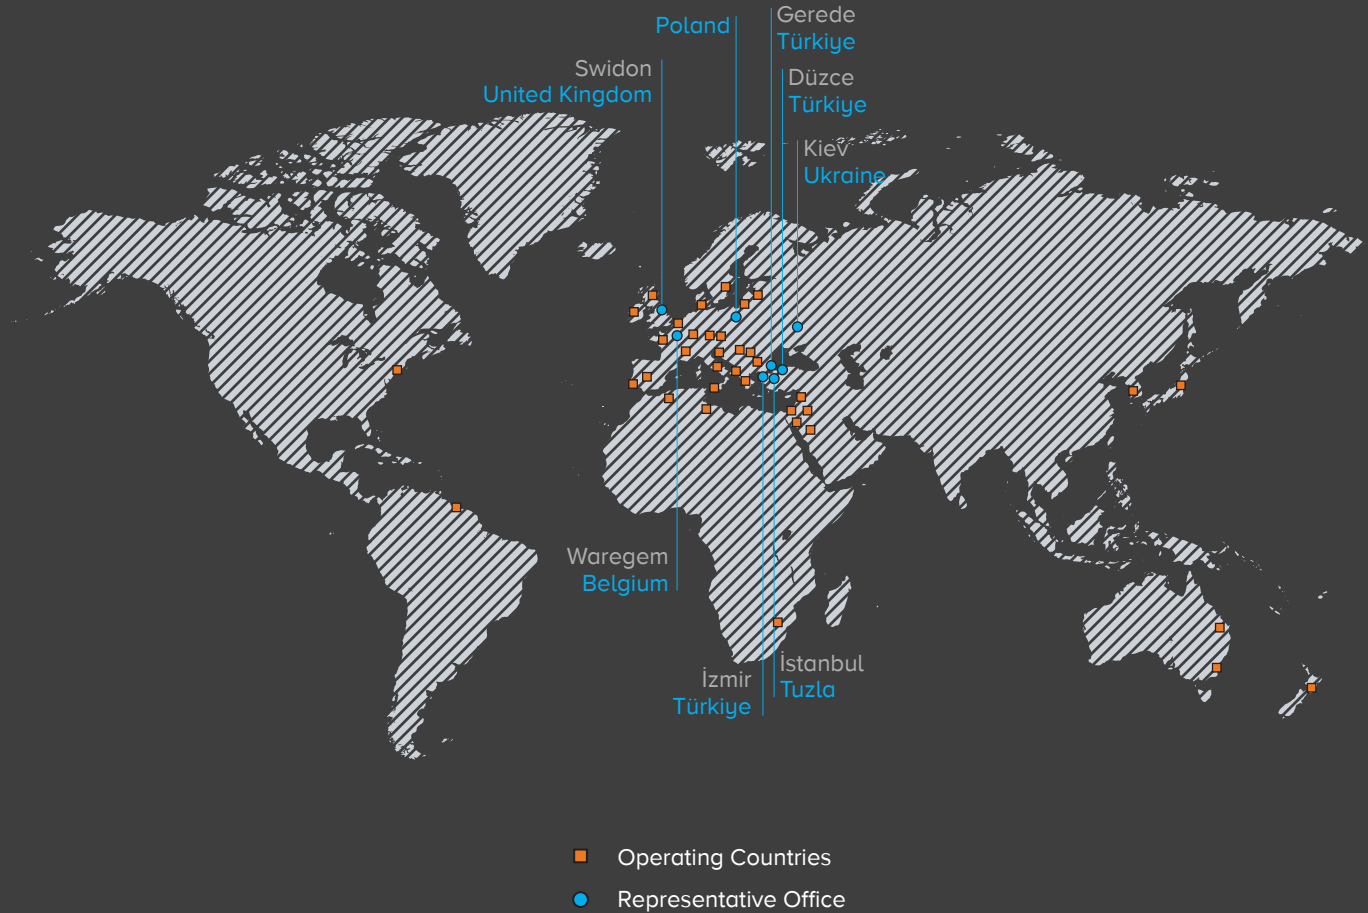 Poland
Gerede
Türkiye
Swidon
United Kingdom
Düzce
Türkiye
Kiev
Ukraine
Waregem
Belgium
İzmir
Türkiye
İstanbul
Tuzla
Operating Countries
Representative Office